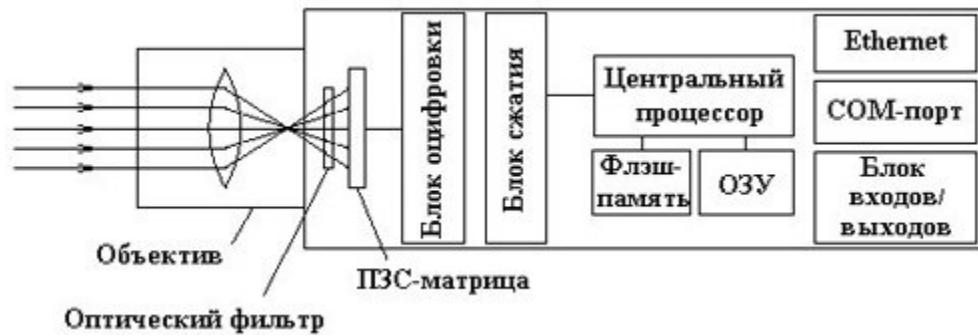 Блок оцифровки
Блок сжатия
Центральный
процессор
Флэш-
память
ОЗУ
Ethernet
COM-порт
Блок
входов/
выходов
Объектив
ПЗС-матрица
Оптический фильтр